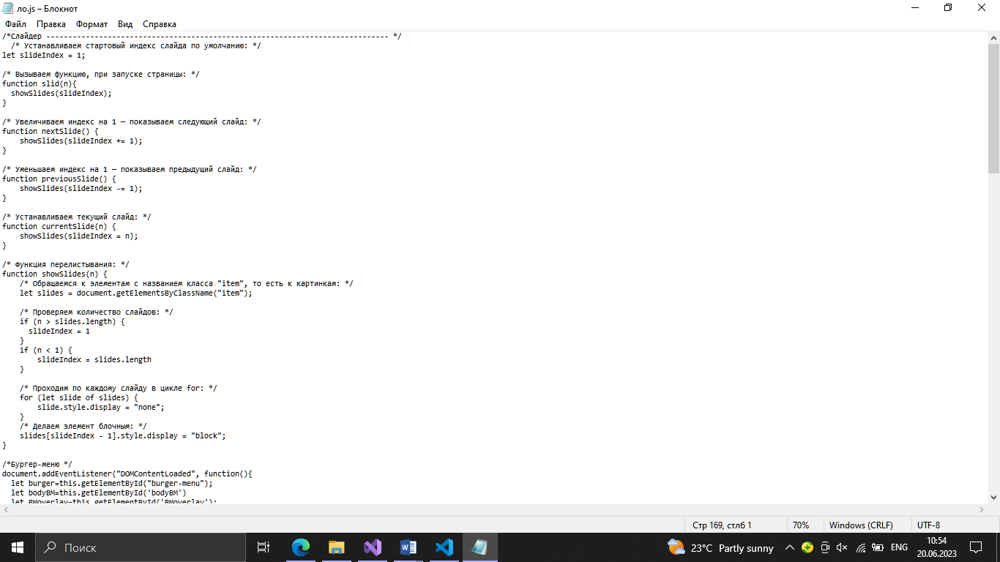 ло.js – Блокнот
Файл Правка Формат Вид Справка
/*Слайдер ------------------------------------------------------------------------------ */
  /* Устанавливаем стартовый индекс слайда по умолчанию: */
let slideIndex = 1;

/* Вызываем функцию, при запуске страницы: */
function slid(n){
  showSlides(slideIndex);
}

/* Увеличиваем индекс на 1 — показываем следующий слайд: */
function nextSlide() {
    showSlides(slideIndex += 1);
}

/* Уменьшаем индекс на 1 — показываем предыдущий слайд: */
function previousSlide() {
    showSlides(slideIndex -= 1);
}

/* Устанавливаем текущий слайд: */
function currentSlide(n) {
    showSlides(slideIndex = n);
}

/* Функция перелистывания: */
function showSlides(n) {
    /* Обращаемся к элементам с названием класса "item", то есть к картинкам: */
    let slides = document.getElementsByClassName("item");

    /* Проверяем количество слайдов: */
    if (n > slides.length) {
      slideIndex = 1
    }
    if (n < 1) {
        slideIndex = slides.length
    }

    /* Проходим по каждому слайду в цикле for: */
    for (let slide of slides) {
        slide.style.display = "none";
    }
    /* Делаем элемент блочным: */
    slides[slideIndex - 1].style.display = "block";
}

/*Бургер-меню */
document.addEventListener("DOMContentLoaded", function(){
  let burger=this.getElementById("burger-menu");
  let bodyBM=this.getElementById('bodyBM')
  let BMoverlay=this.getElementById('BMoverlay');
Стр 169, стлб 1 70% Windows (CRLF) UTF-8
Поиск 23°C Partly sunny ENG 10:54
20.06.2023